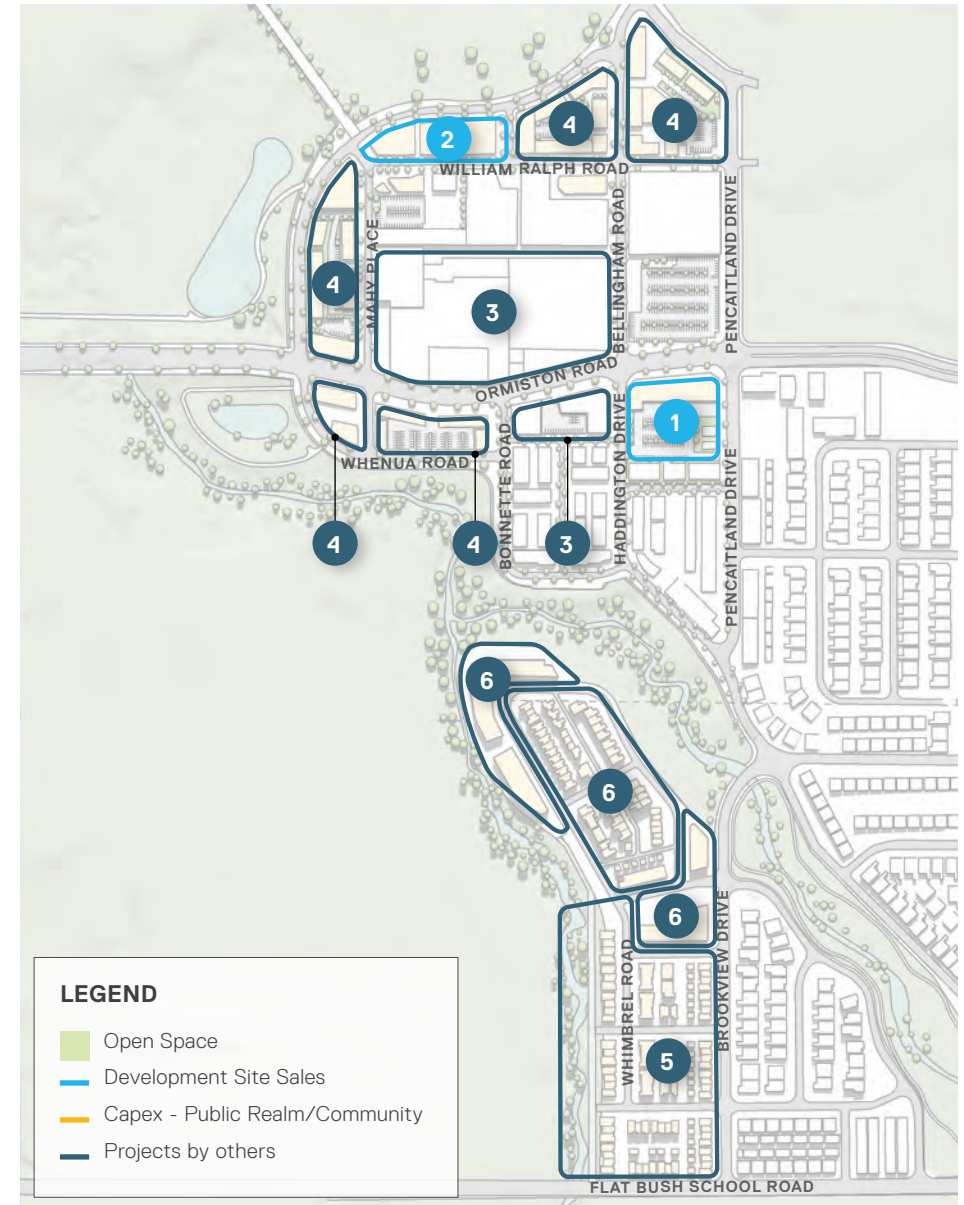 4
4
2
WILLIAM RALPH ROAD
MAHY PLACE
BELLINGHAM ROAD
PENCAITLAND DRIVE
4
3
ORMISTON ROAD
1
WHENUA ROAD
BONNETTE ROAD
HADDINGTON DRIVE
PENCAITLAND DRIVE
4
4
3
6
6
6
WHIMBREL ROAD
BROOKVIEW DRIVE
5
FLAT BUSH SCHOOL ROAD
LEGEND
Open Space
Development Site Sales
Capex - Public Realm/Community
Projects by others